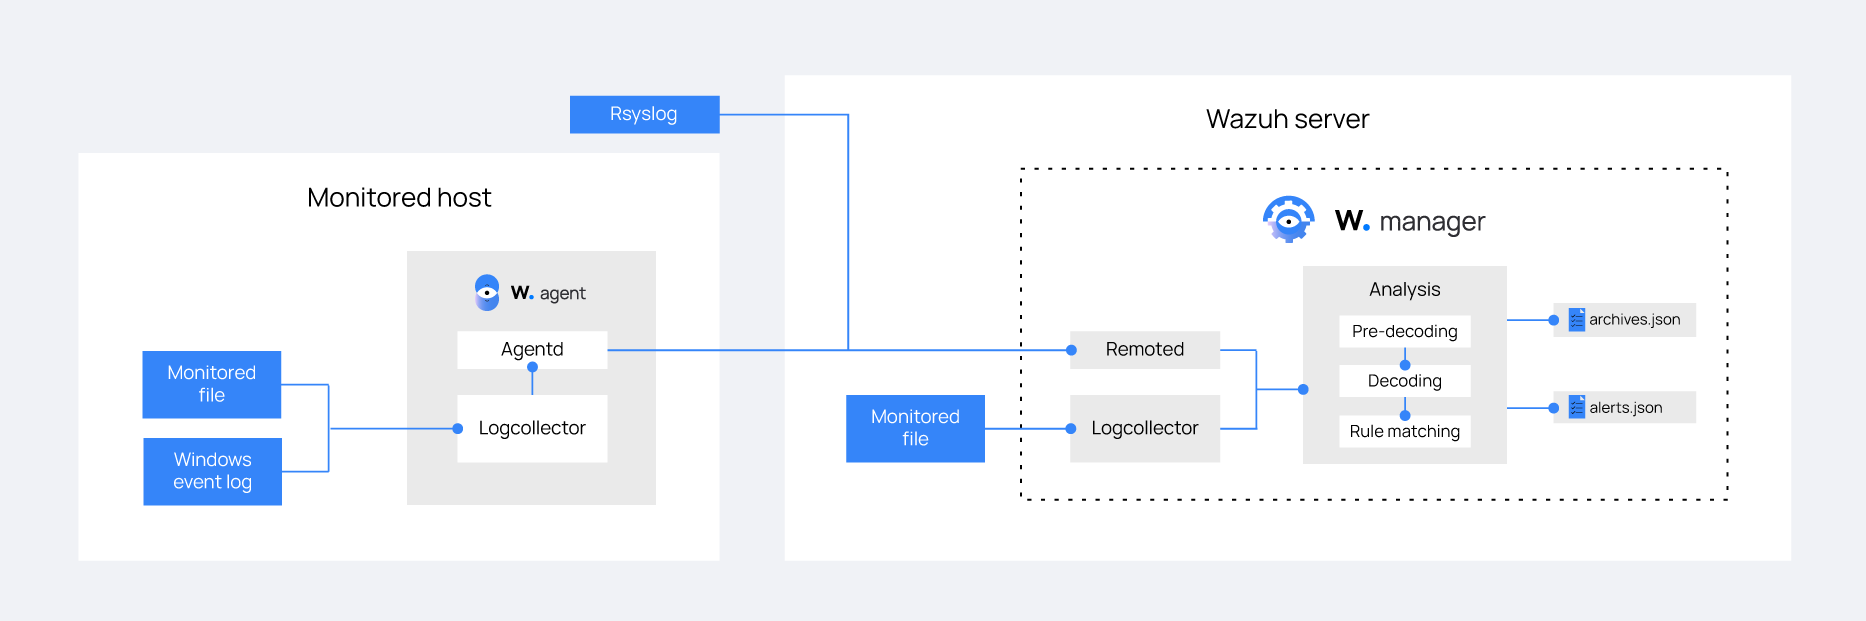 Rsyslog
Monitored host
W. agent
Agentd
Logcollector
Monitored
file
Windows
event log
Wazuh server
W. manager
Monitored
file
Remoted
Logcollector
Analysis
Pre-decoding
Decoding
Rule matching
archives.json
alerts.json